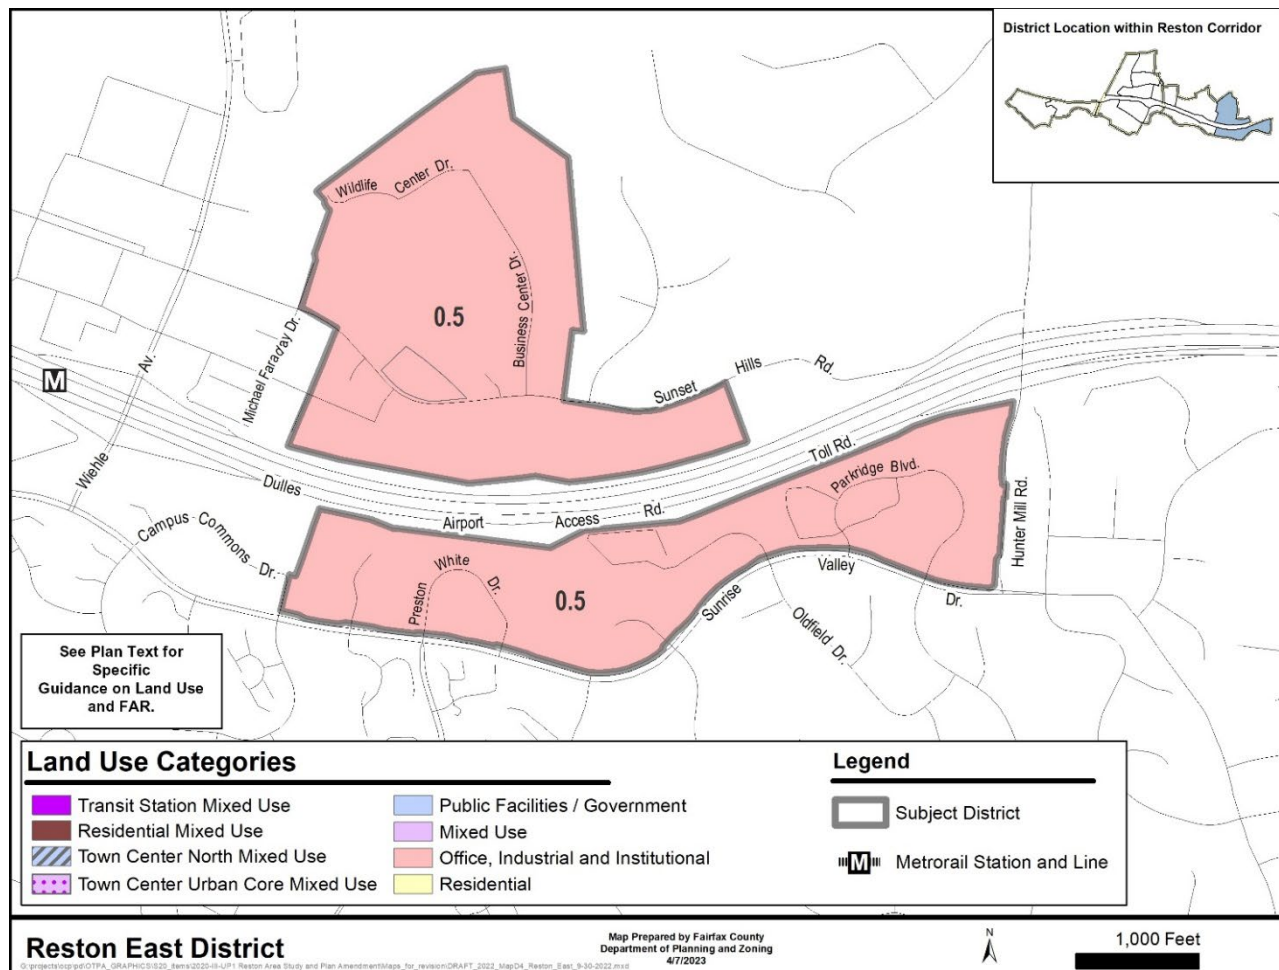 District Location within Reston Corridor
Wildlife Center Dr.
Business Center Dr.
0.5
Michael Faraday Dr.
Sunset Hills Rd.
M
Wiehle Av.
Toll Rd.
Parkridge Blvd.
Dulles Airport Access Rd.
Hunter Mill Rd.
Campus Commons Dr.
Preston White Dr.
0.5
Sunrise Valley Dr.
Oldfield Dr.
See Plan Text for
Specific
Guidance on Land Use
and FAR.
Land Use Categories
Transit Station Mixed Use
Residential Mixed Use
Town Center North Mixed Use
Town Center Urban Core Mixed Use
Public Facilities / Government
Mixed Use
Office, Industrial and Institutional
Residential
Legend
Subject District
M
Metrorail Station and Line
Reston East District
Map Prepared by Fairfax County
Department of Planning and Zoning
4/7/2023
N
1,000 Feet